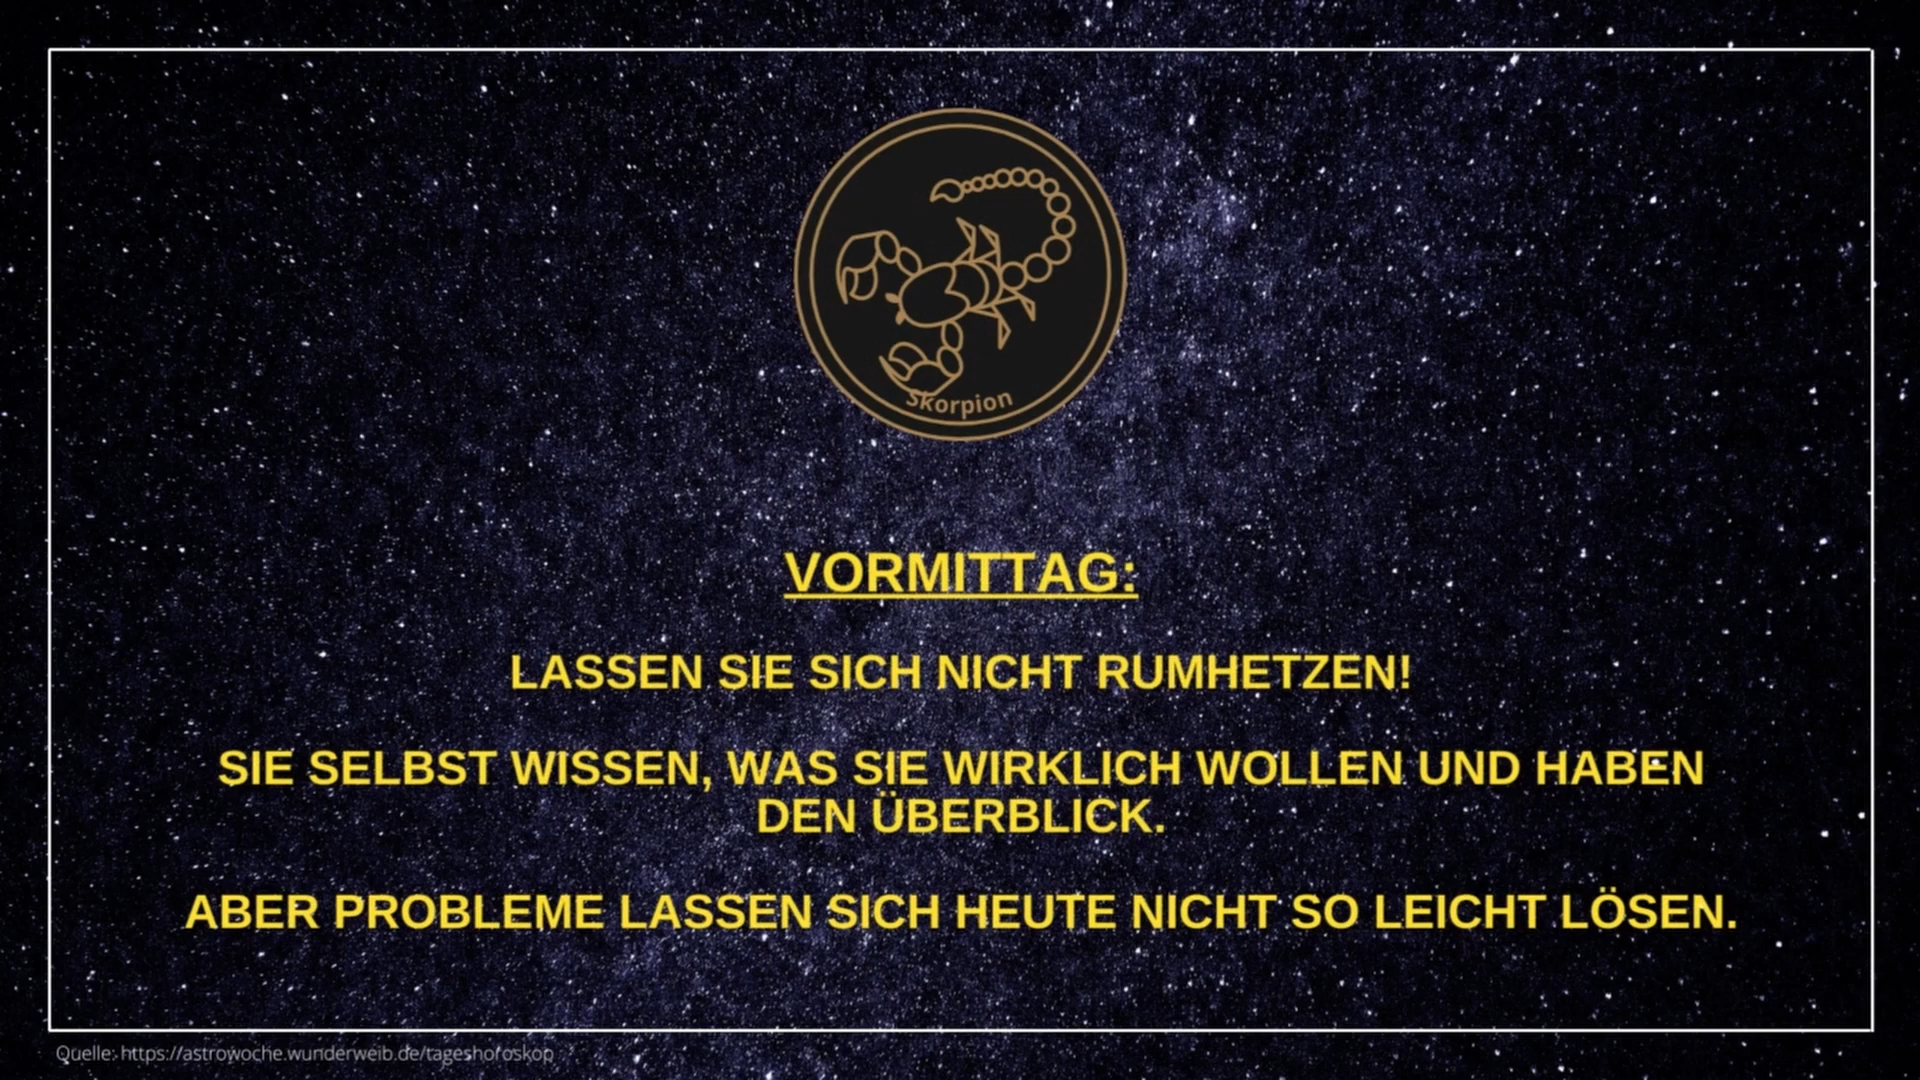 Skorpion
VORMITTAG:
LASSEN SIE SICH NICHT RUMHETZEN!
SIE SELBST WISSEN, WAS SIE WIRKLICH WOLLEN UND HABEN
DEN ÜBERBLICK.
ABER PROBLEME LASSEN SICH HEUTE NICHT SO LEICHT LÖSEN.
Quelle: https://astrowoche.wunderweib.de/tageshoroskop